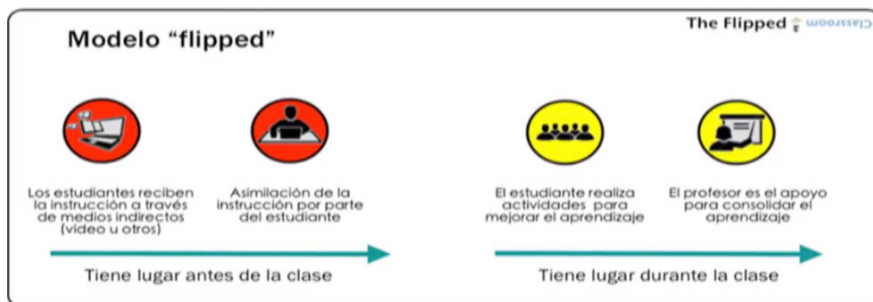 Modelo “flipped”
The Flipped Classroom
Los estudiantes reciben
la instrucción a través
de medios indirectos
(video u otros)
Asimilación de la
instrucción por parte
del estudiante
El estudiante realiza
actividades para
mejorar el aprendizaje
El profesor es el apoyo
para consolidar el
aprendizaje
Tiene lugar antes de la clase
Tiene lugar durante la clase